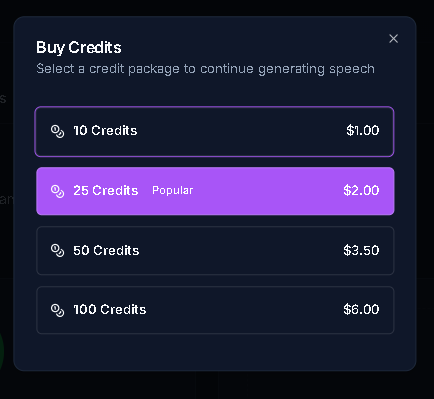 Buy Credits
Select a credit package to continue generating speech
10 Credits $1.00
25 Credits Popular $2.00
50 Credits $3.50
100 Credits $6.00